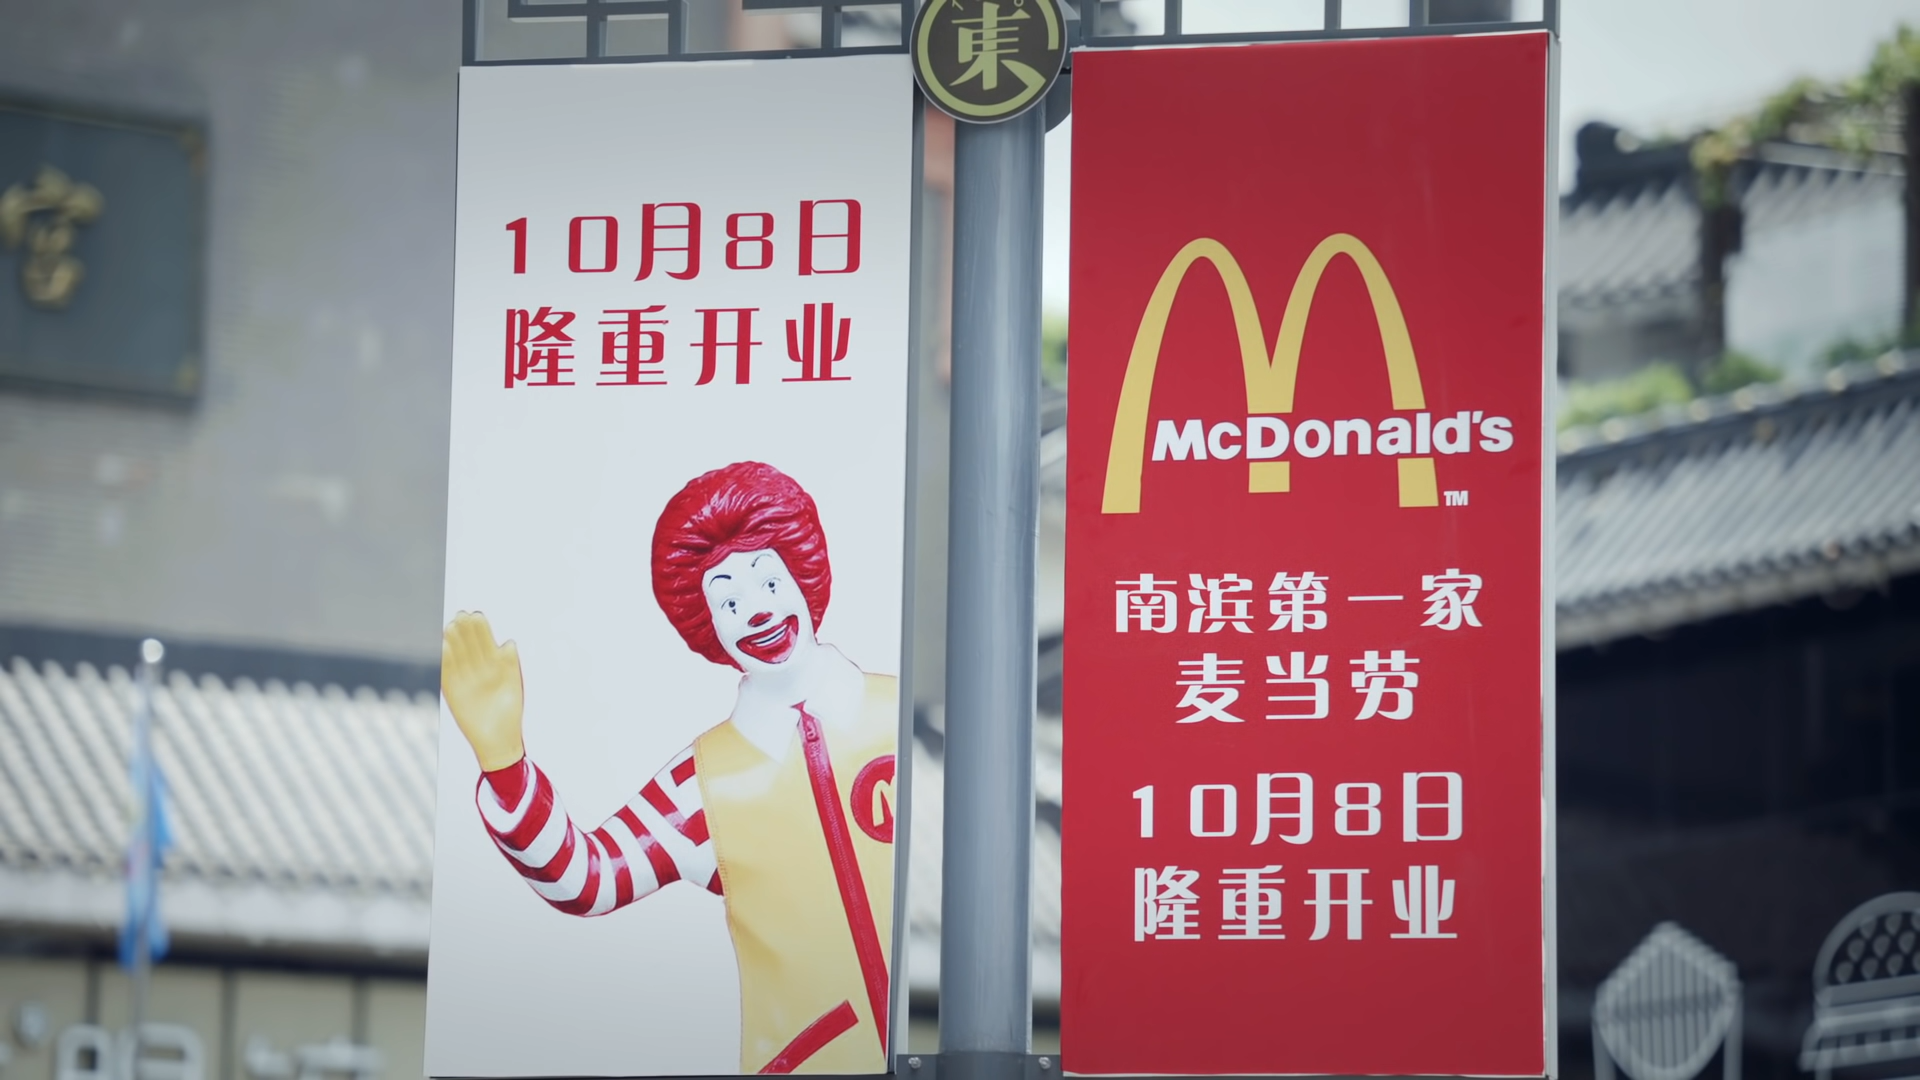 東
10月8日
隆重开业
McDonald's
TM
南滨第一家
麦当劳
10月8日
隆重开业